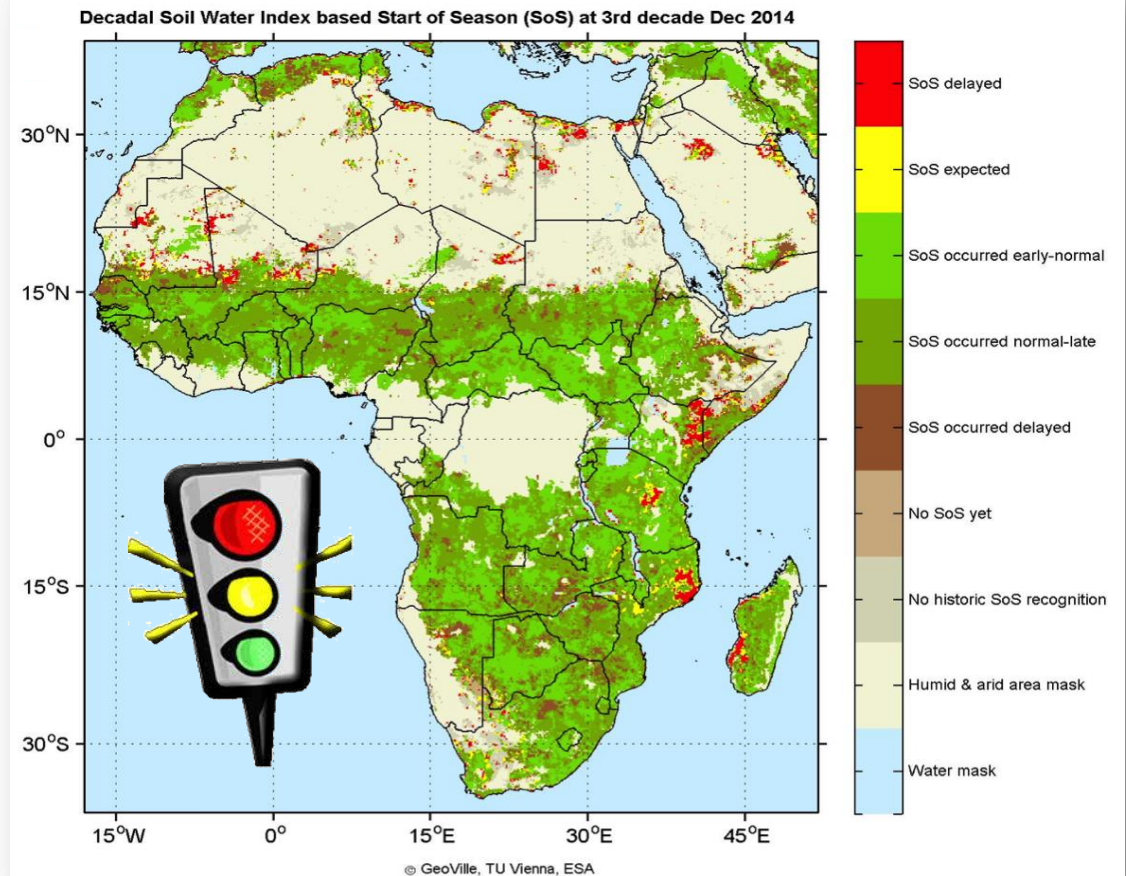 Decadal Soil Water Index based Start of Season (SoS) at 3rd decade Dec 2014
30°N
15°N
0°
15°S
30°S
15°W
0°
15°E
30°E
45°E
SoS delayed
SoS expected
SoS occurred early-normal
SoS occurred normal-late
SoS occurred delayed
No SoS yet
No historic SoS recognition
Humid & arid area mask
Water mask
© GeoVille, TU Vienna, ESA